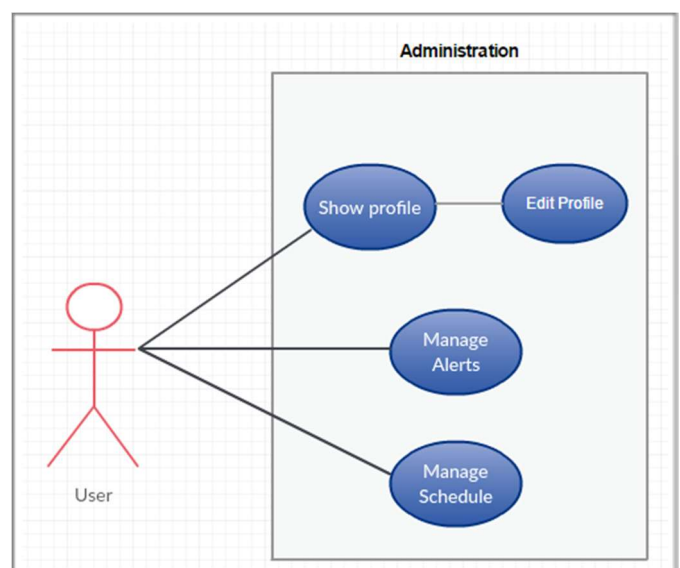 Administration
Show profile
Edit Profile
Manage
Alerts
Manage
Schedule
User